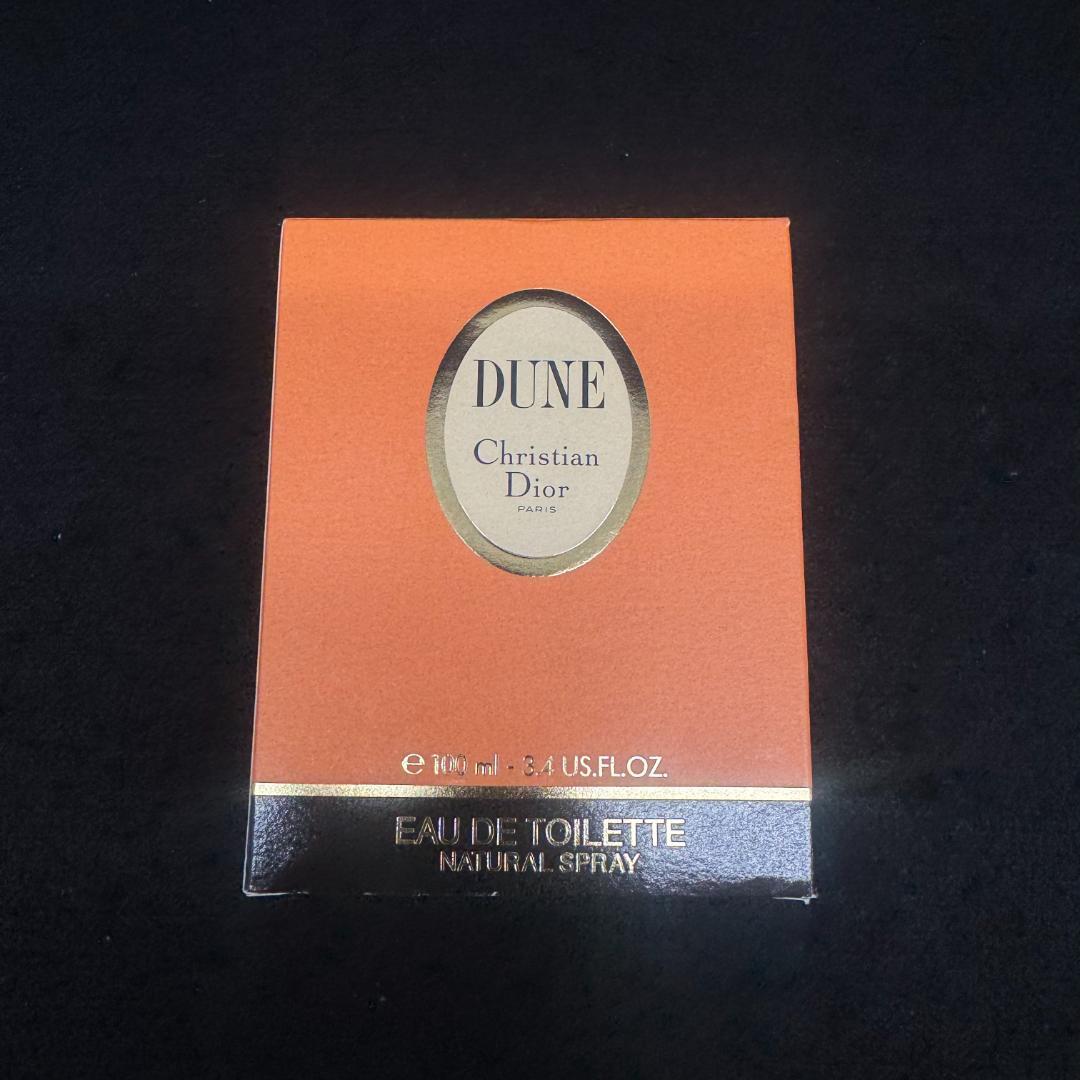 DUNE
Christian
Dior
PARIS
℮ 100 ml - 3.4 US.FL.OZ.
EAU DE TOILETTE
NATURAL SPRAY